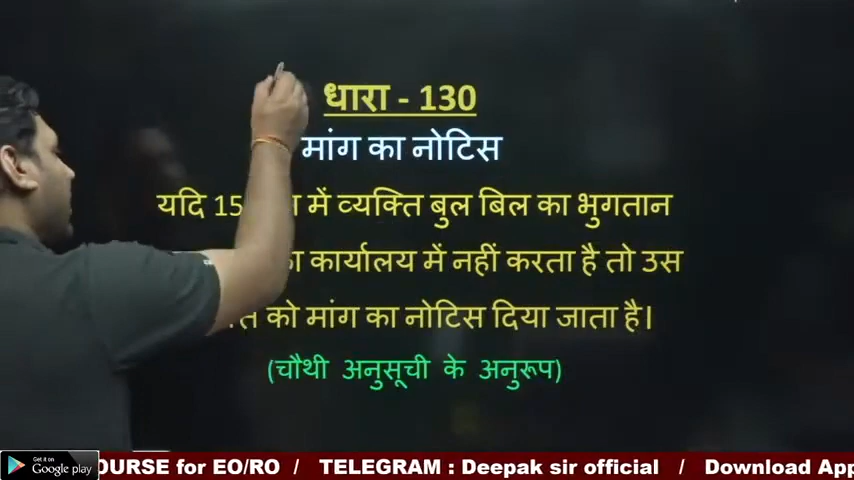 धारा - 130
मांग का नोटिस
यदि 15 में व्यक्ति बुल बिल का भुगतान
कार्यालय में नहीं करता है तो उस
को मांग का नोटिस दिया जाता है।
(चौथी अनुसूची के अनुरूप)
Get it on
Google play
OURSE for EO/RO / TELEGRAM : Deepak sir official / Download App